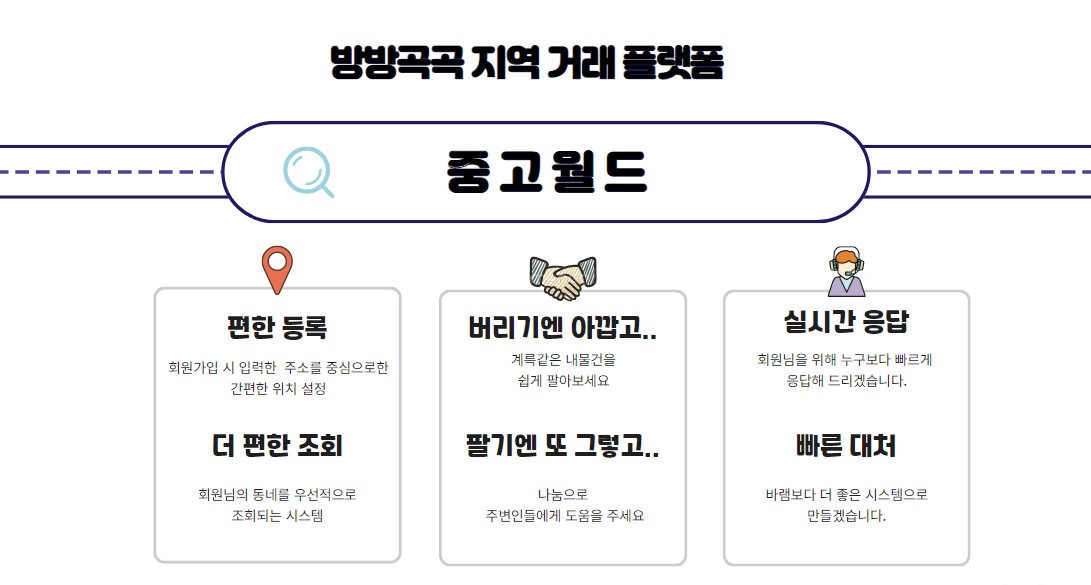 방방곡곡 지역 거래 플랫폼
중고월드
편한 등록
회원가입 시 입력한 주소를 중심으로한
간편한 위치 설정
더 편한 조회
회원님의 동네를 우선적으로
조회되는 시스템
버리기엔 아깝고..
계륵같은 내물건을
쉽게 팔아보세요
팔기엔 또 그렇고..
나눔으로
주변인들에게 도움을 주세요
실시간 응답
회원님을 위해 누구보다 빠르게
응답해 드리겠습니다.
빠른 대처
바램보다 더 좋은 시스템으로
만들겠습니다.